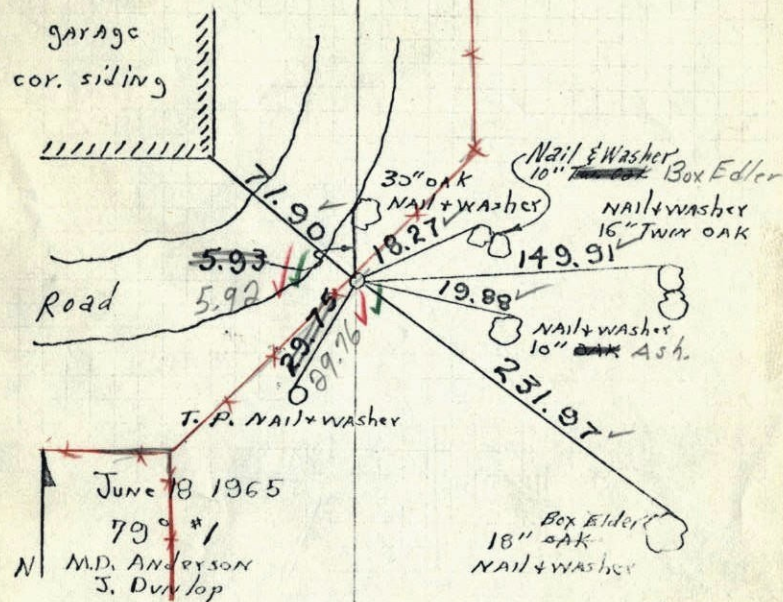 garage
cor. siding
71.90
30" OAK
NAIL + WASHER
Nail & Washer
10" Twin Oak Box Edler
NAIL + WASHER
16" TWIN OAK
18.27
149.91
5.93
5.92
Road
19.88
NAIL + WASHER
10" OAK Ash.
29.75
29.76
231.97
T. P. NAIL + WASHER
June 18 1965
79° #1
M.D. Anderson
J. Dunlop
N
Box Elder
18" OAK
NAIL + WASHER